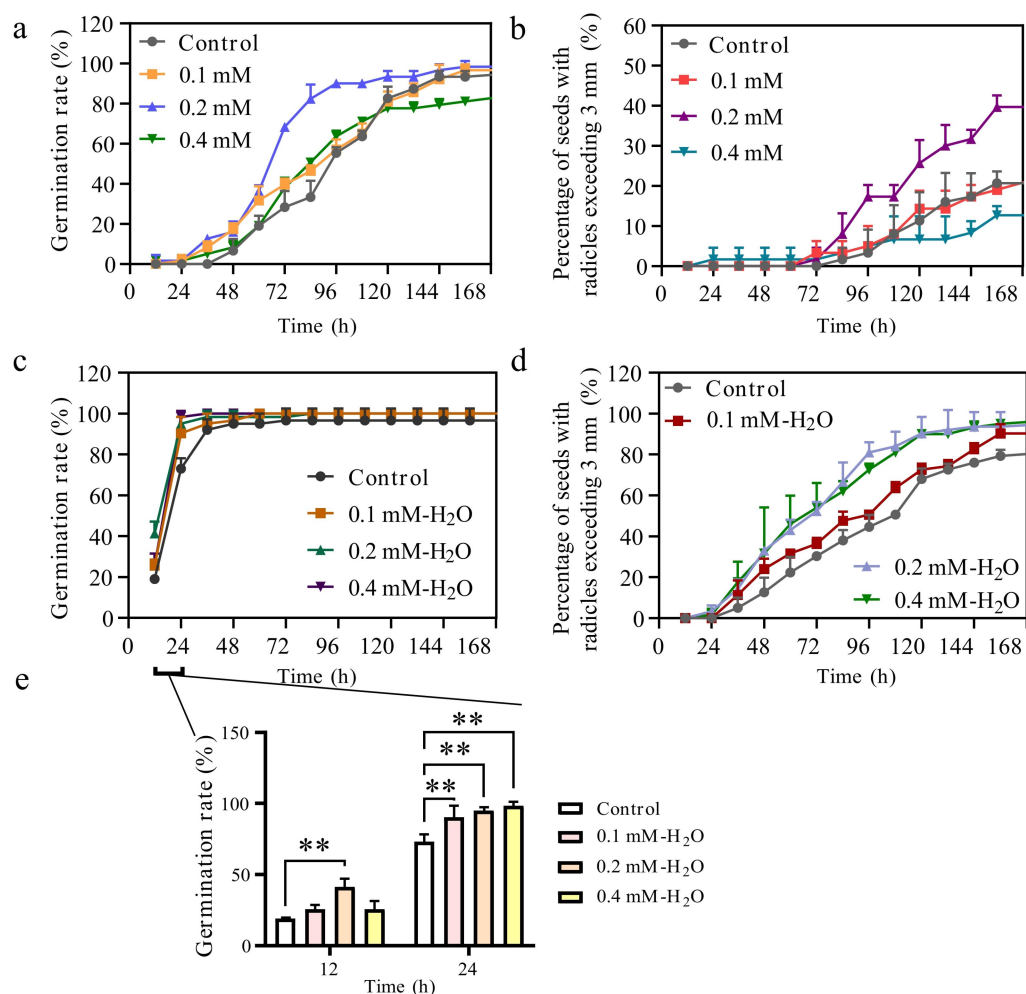 a
Germination rate (%)
120
100
80
60
40
20
0
Control
0.1 mM
0.2 mM
0.4 mM
0 24 48 72 96 120 144 168
Time (h)
b
Percentage of seeds with
radicles exceeding 3 mm (%)
60
50
40
30
20
10
0
Control
0.1 mM
0.2 mM
0.4 mM
0 24 48 72 96 120 144 168
Time (h)
c
Germination rate (%)
120
100
80
60
40
20
0
Control
0.1 mM-H₂O
0.2 mM-H₂O
0.4 mM-H₂O
0 24 48 72 96 120 144 168
Time (h)
d
Percentage of seeds with
radicles exceeding 3 mm (%)
120
100
80
60
40
20
0
Control
0.1 mM-H₂O
0.2 mM-H₂O
0.4 mM-H₂O
0 24 48 72 96 120 144 168
Time (h)
e
Germination rate (%)
150
100
50
0
**
**
**
**
12 24
Time (h)
Control
0.1 mM-H₂O
0.2 mM-H₂O
0.4 mM-H₂O